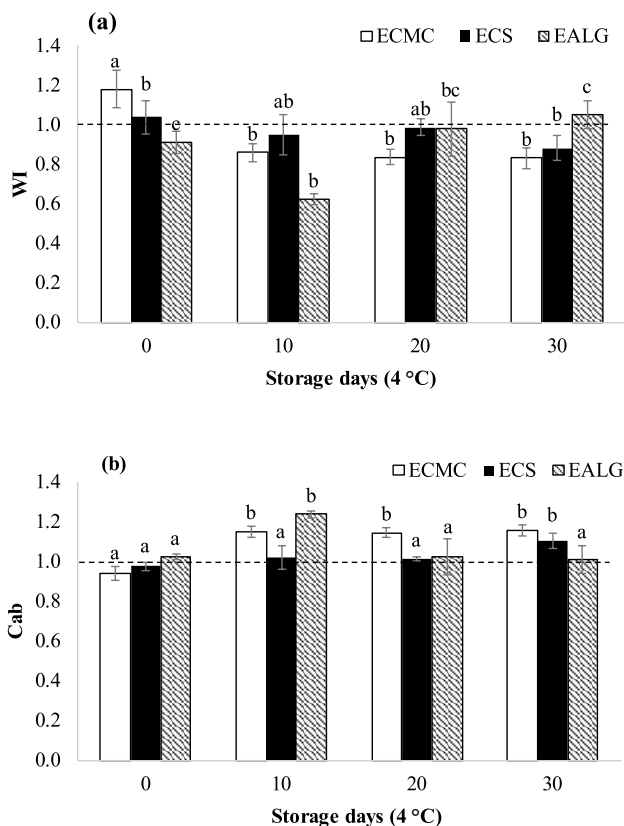 (a)
ECMC ECS EALG
1.4
1.2
1.0
0.8
0.6
0.4
0.2
0.0
WI
a b c
b ab b
b ab bc
b b c
0 10 20 30
Storage days (4 °C)
(b)
ECMC ECS EALG
1.4
1.2
1.0
0.8
0.6
0.4
0.2
0.0
Cab
a a a
b a b
b a a
b b a
0 10 20 30
Storage days (4 °C)